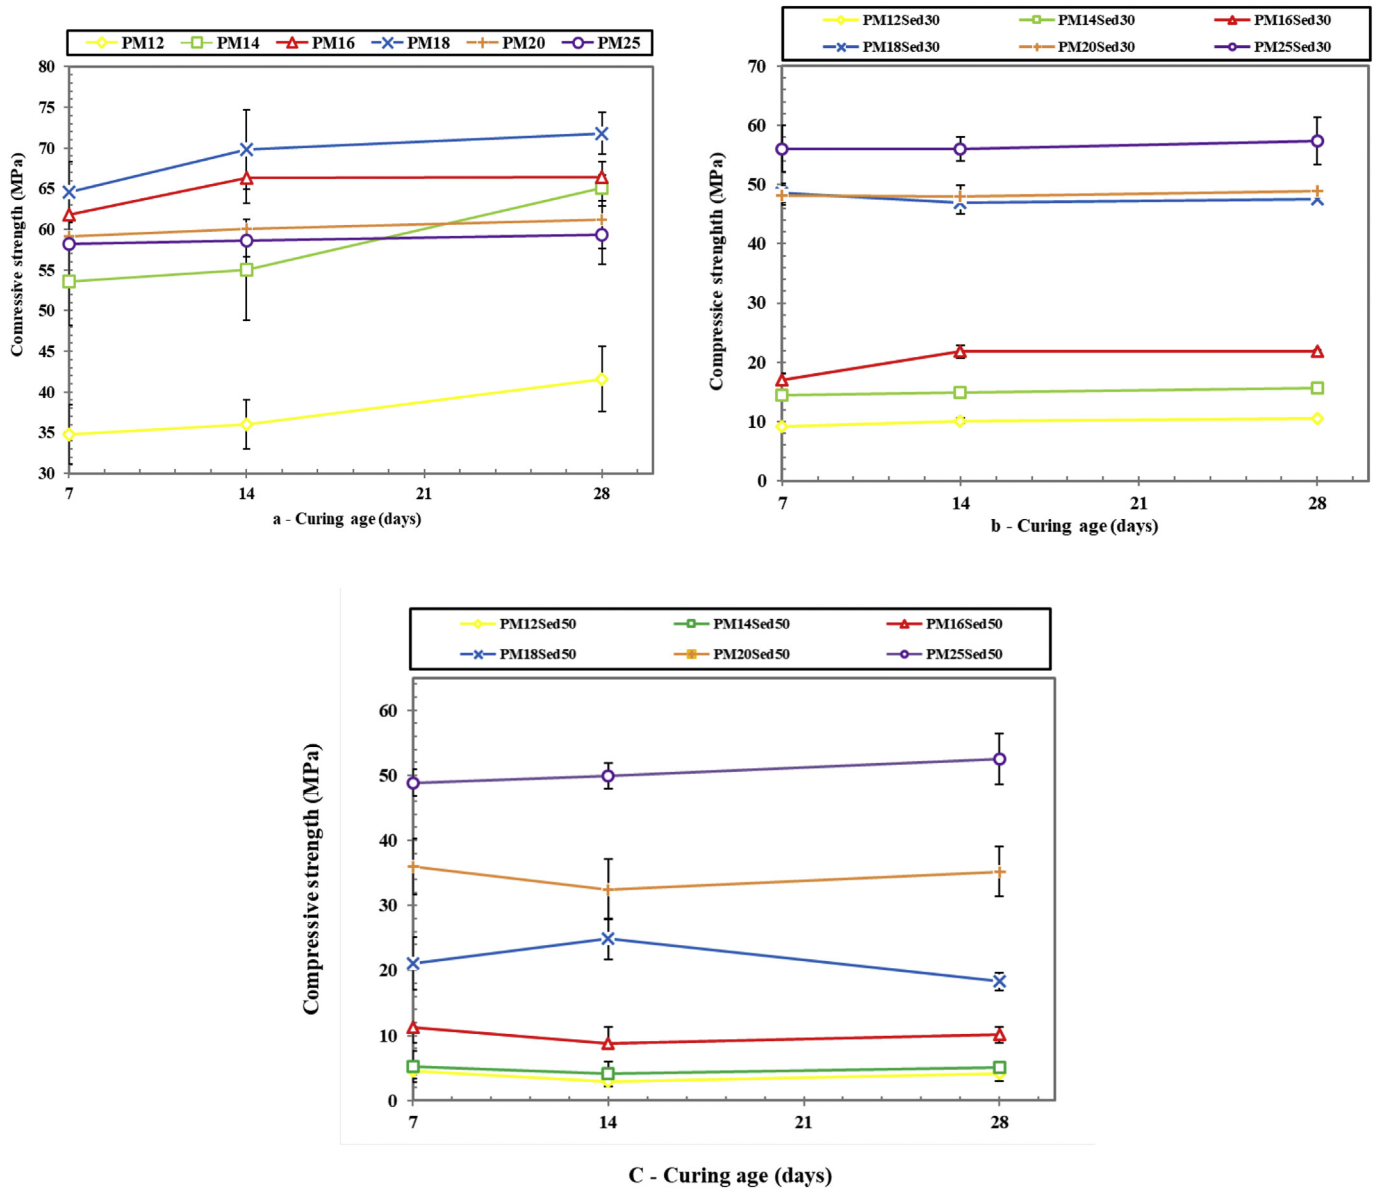 PM12 PM14 PM16 PM18 PM20 PM25
80
75
70
65
60
55
50
45
40
35
30
Comressive strength (MPa)
7 14 21 28
a - Curing age (days)
PM12Sed30 PM14Sed30 PM16Sed30
PM18Sed30 PM20Sed30 PM25Sed30
70
60
50
40
30
20
10
0
Compressice strenghth (MPa)
7 14 21 28
b - Curing age (days)
PM12Sed50 PM14Sed50 PM16Sed50
PM18Sed50 PM20Sed50 PM25Sed50
60
50
40
30
20
10
0
Compressive strength (MPa)
7 14 21 28
C - Curing age (days)